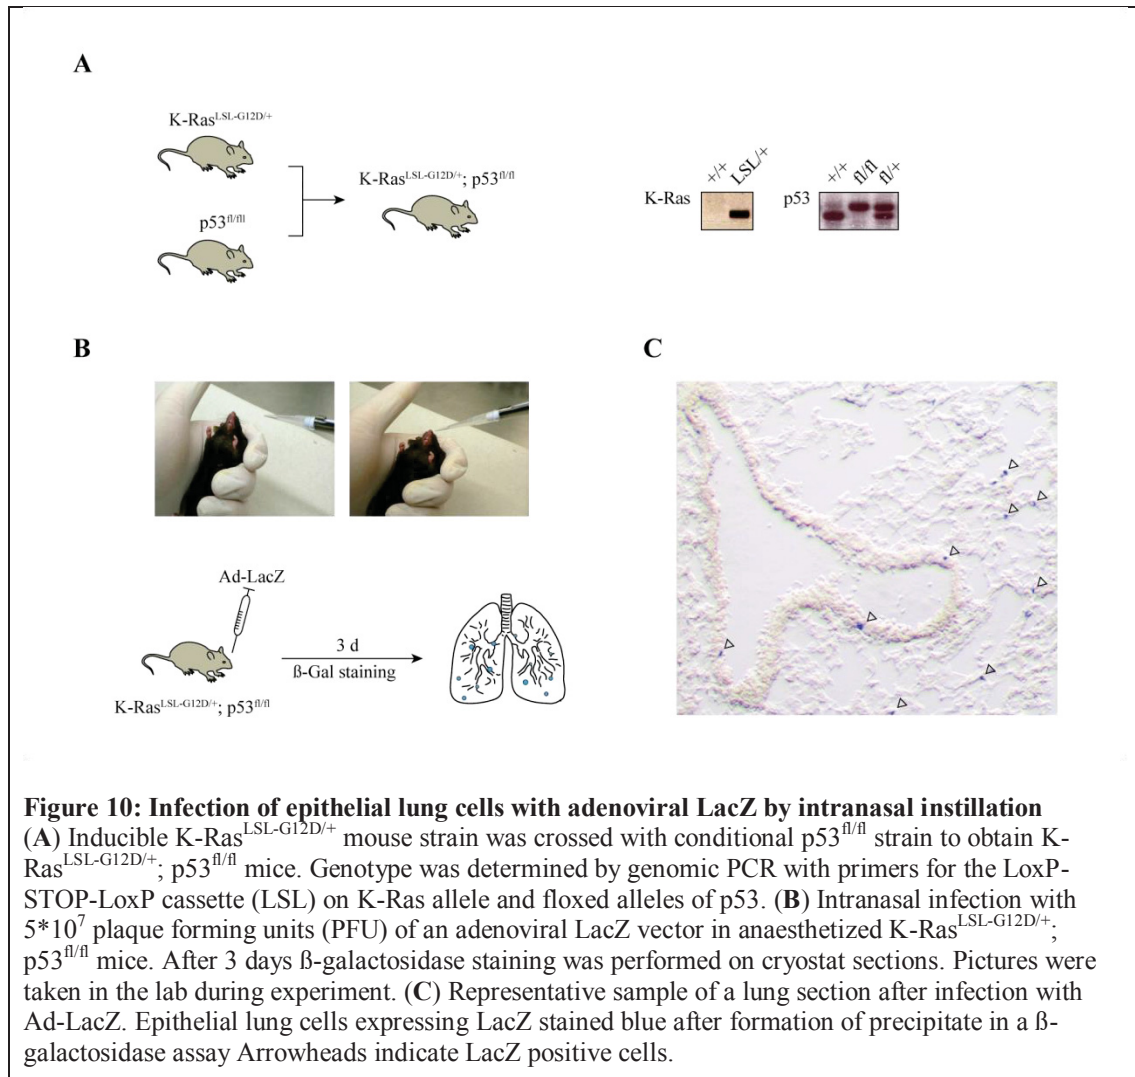 A
K-Ras^LSL-G12D/+
p53^fl/fll
K-Ras^LSL-G12D/+; p53^fl/fl
K-Ras
+/+
LSL/+
p53
+/+
fl/fl
fl/+
B
Ad-LacZ
3 d
ß-Gal staining
K-Ras^LSL-G12D/+; p53^fl/fl
C
Figure 10: Infection of epithelial lung cells with adenoviral LacZ by intranasal instillation
(A) Inducible K-Ras^LSL-G12D/+ mouse strain was crossed with conditional p53^fl/fl strain to obtain K-
Ras^LSL-G12D/+; p53^fl/fl mice. Genotype was determined by genomic PCR with primers for the LoxP-
STOP-LoxP cassette (LSL) on K-Ras allele and floxed alleles of p53. (B) Intranasal infection with
5*10^7 plaque forming units (PFU) of an adenoviral LacZ vector in anaesthetized K-Ras^LSL-G12D/+;
p53^fl/fl mice. After 3 days ß-galactosidase staining was performed on cryostat sections. Pictures were
taken in the lab during experiment. (C) Representative sample of a lung section after infection with
Ad-LacZ. Epithelial lung cells expressing LacZ stained blue after formation of precipitate in a ß-
galactosidase assay Arrowheads indicate LacZ positive cells.